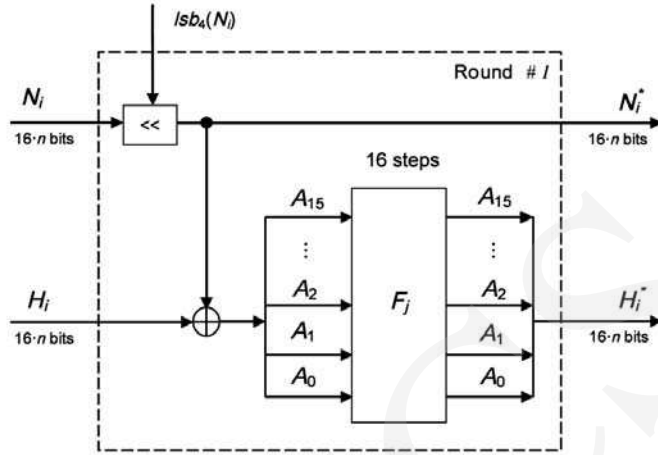 lsb₄(Nᵢ)
Round # I
Nᵢ
<<
Nᵢ*
16·n bits
16·n bits
16 steps
A₁₅
A₁₅
⋮
⋮
Hᵢ
A₂
Fⱼ
A₂
Hᵢ*
16·n bits
A₁
A₁
16·n bits
A₀
A₀